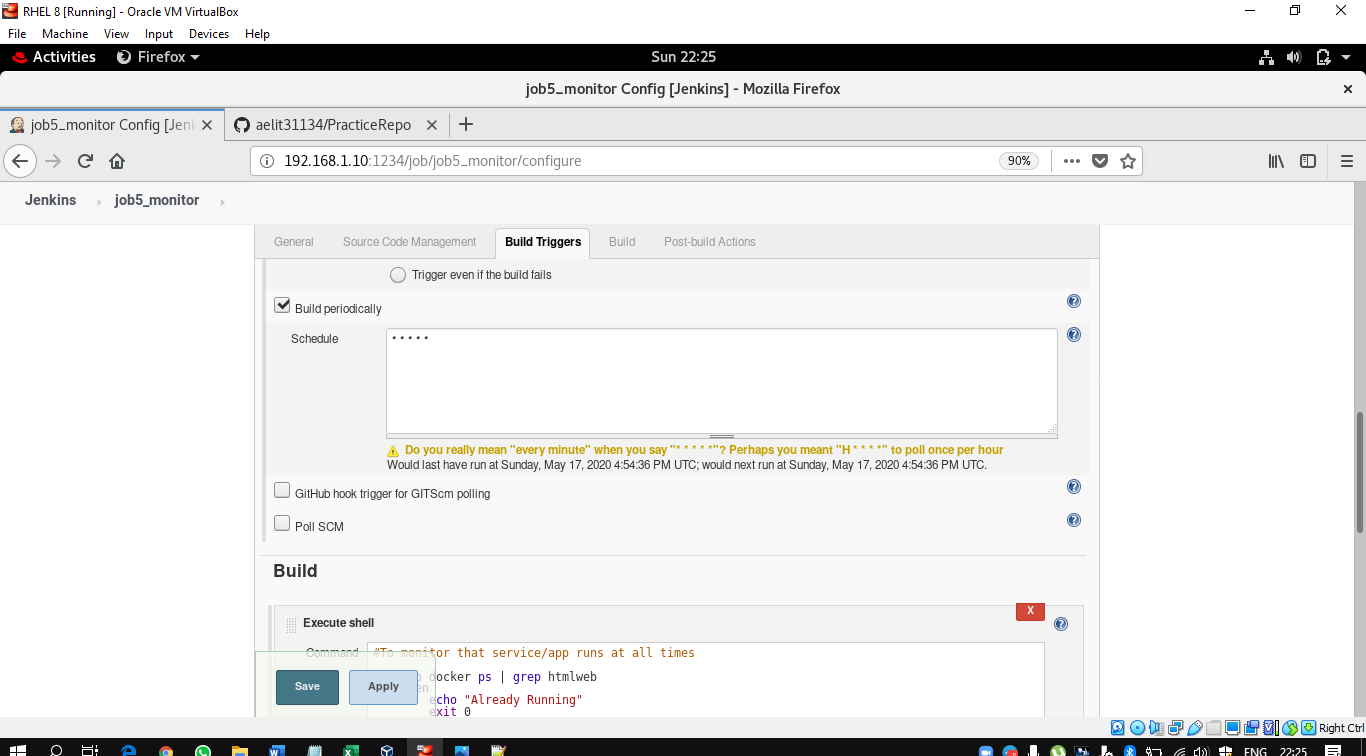 RHEL 8 [Running] - Oracle VM VirtualBox
File Machine View Input Devices Help
Activities Firefox Sun 22:25
job5_monitor Config [Jenkins] - Mozilla Firefox
job5_monitor Config [Jen aelit31134/PracticeRepo
192.168.1.10:1234/job/job5_monitor/configure 90%
Jenkins job5_monitor
General Source Code Management Build Triggers Build Post-build Actions
Trigger even if the build fails
Build periodically
Schedule * * * * *
Do you really mean "every minute" when you say "* * * * *"? Perhaps you meant "H * * * *" to poll once per hour
Would last have run at Sunday, May 17, 2020 4:54:36 PM UTC; would next run at Sunday, May 17, 2020 4:54:36 PM UTC.
GitHub hook trigger for GITScm polling
Poll SCM
Build
X
Execute shell
Command #To monitor that service/app runs at all times
docker ps | grep htmlweb
echo "Already Running"
exit 0
Save Apply
Right Ctrl
ENG 22:25